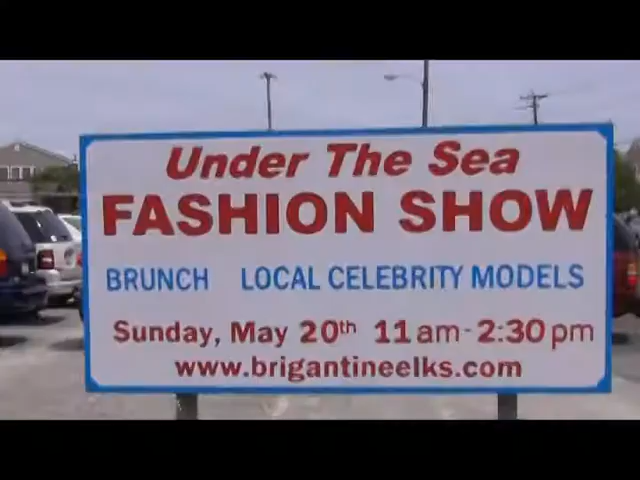 Under The Sea
FASHION SHOW
BRUNCH LOCAL CELEBRITY MODELS
Sunday, May 20th 11am-2:30pm
www.brigantineelks.com